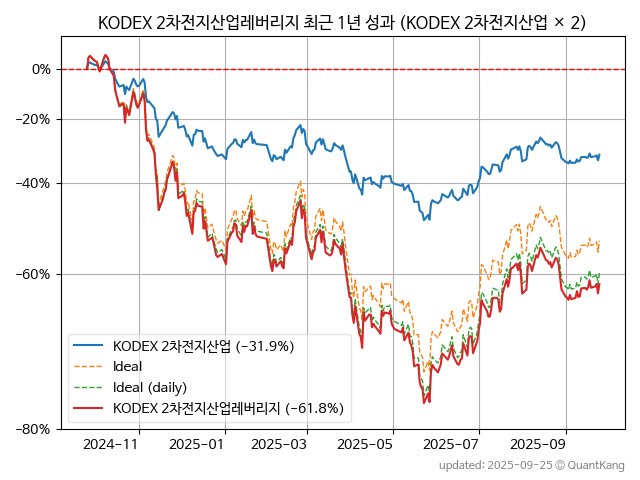 KODEX 2차전지산업레버리지 최근 1년 성과 (KODEX 2차전지산업 × 2)
0%
−20%
−40%
−60%
−80%
KODEX 2차전지산업 (−31.9%)
Ideal
Ideal (daily)
KODEX 2차전지산업레버리지 (−61.8%)
2024-11 2025-01 2025-03 2025-05 2025-07 2025-09
updated: 2025-09-25 © QuantKang